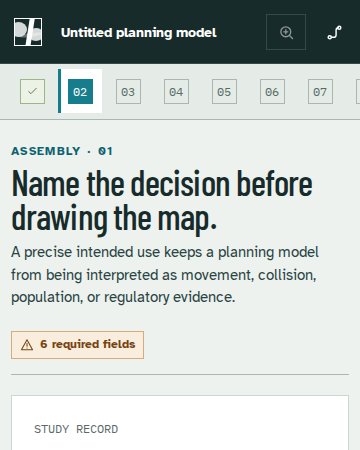 Untitled planning model
02
03
04
05
06
07
ASSEMBLY · 01
Name the decision before
drawing the map.
A precise intended use keeps a planning model
from being interpreted as movement, collision,
population, or regulatory evidence.
6 required fields
STUDY RECORD